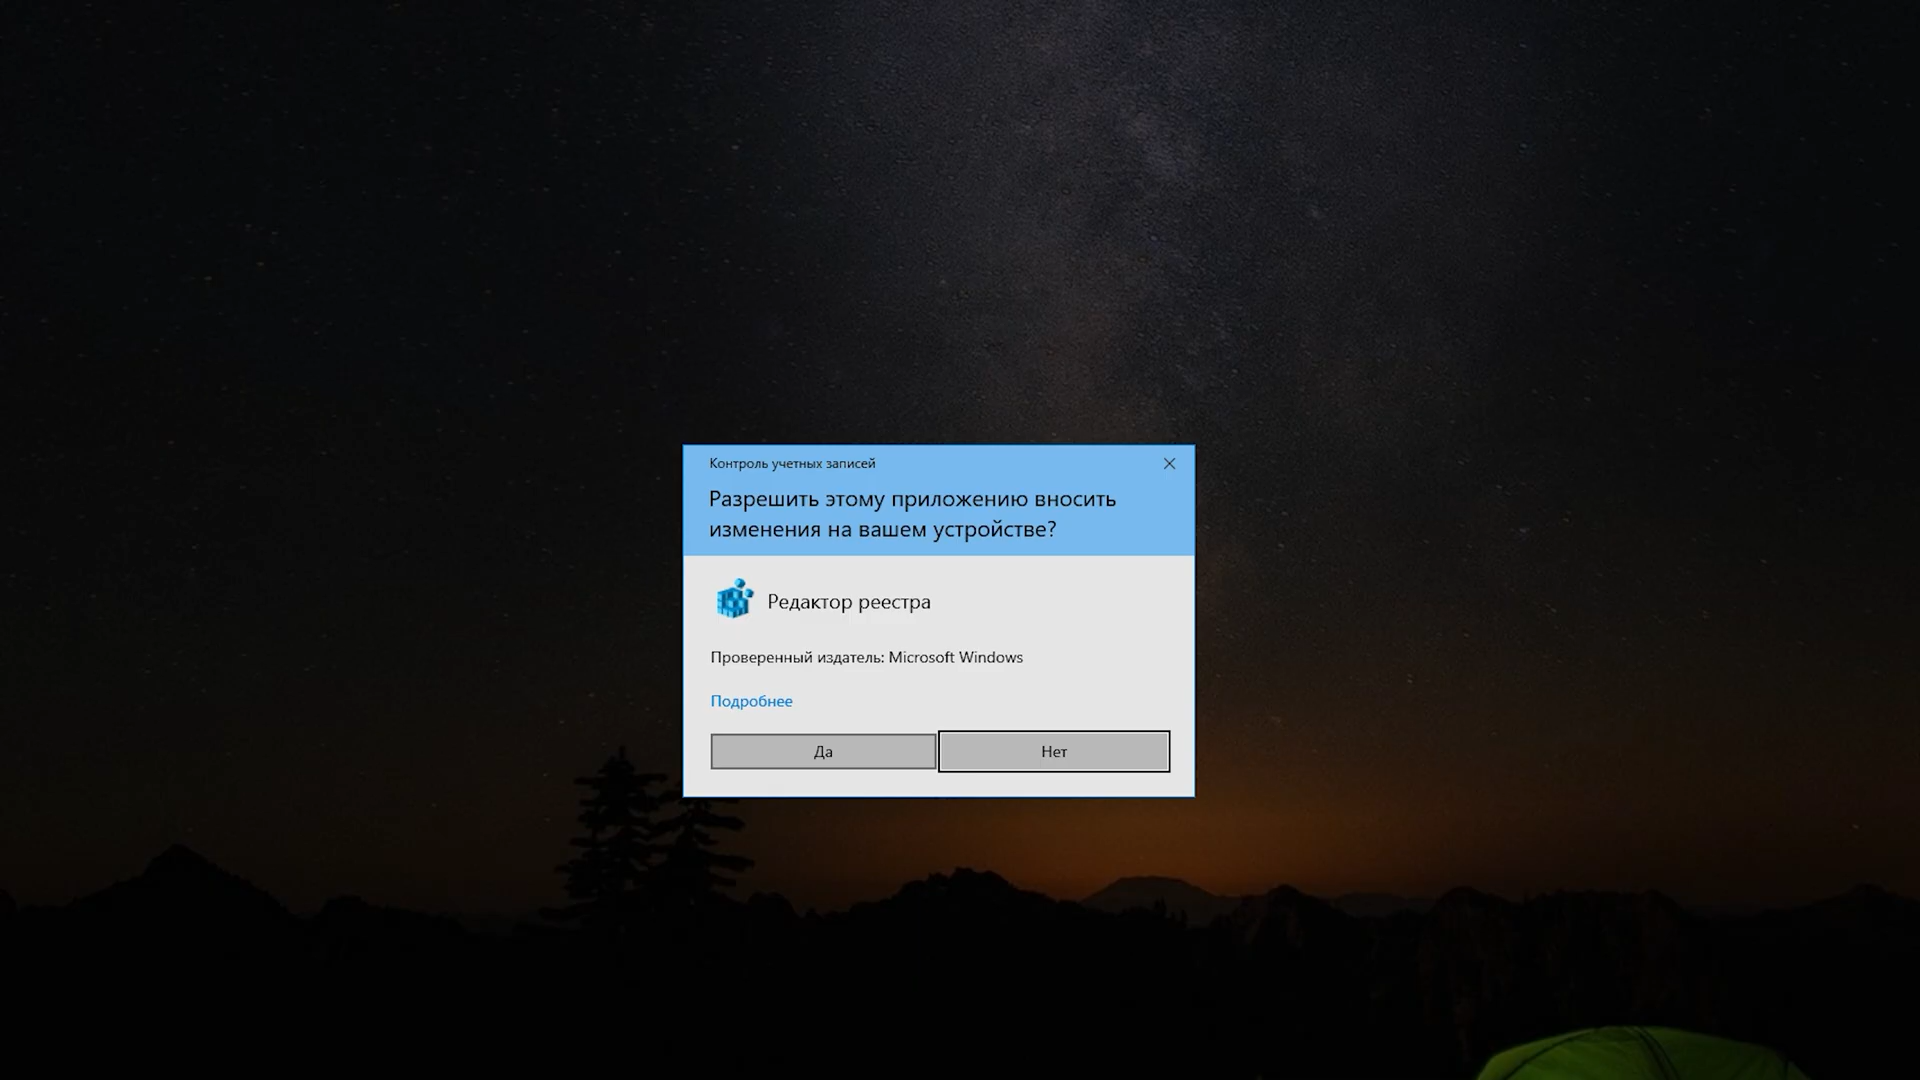 Контроль учетных записей
Разрешить этому приложению вносить
изменения на вашем устройстве?
Редактор реестра
Проверенный издатель: Microsoft Windows
Подробнее
Да
Нет